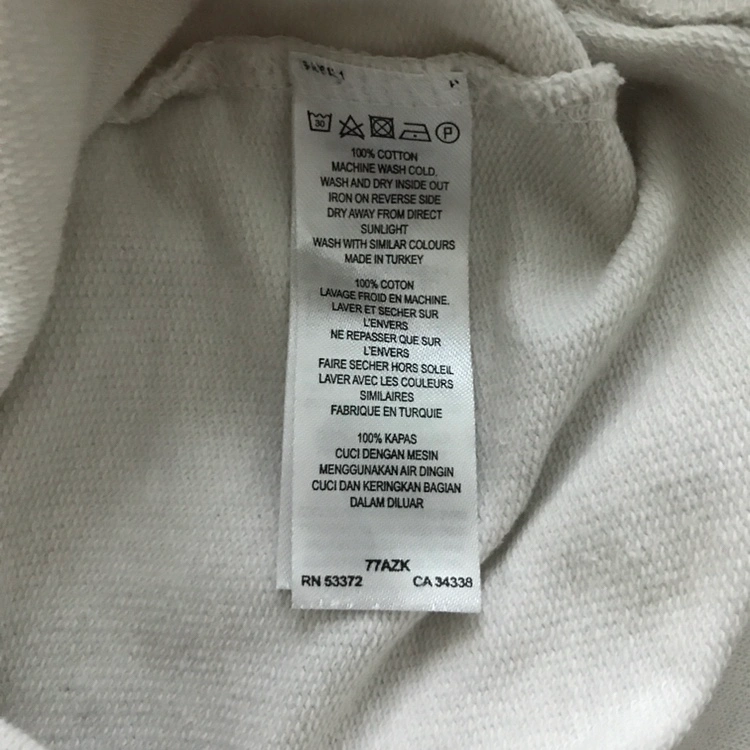 30
P
100% COTTON
MACHINE WASH COLD.
WASH AND DRY INSIDE OUT
IRON ON REVERSE SIDE
DRY AWAY FROM DIRECT
SUNLIGHT
WASH WITH SIMILAR COLOURS
MADE IN TURKEY
100% COTON
LAVAGE FROID EN MACHINE.
LAVER ET SECHER SUR
L'ENVERS
NE REPASSER QUE SUR
L'ENVERS
FAIRE SECHER HORS SOLEIL
LAVER AVEC LES COULEURS
SIMILAIRES
FABRIQUE EN TURQUIE
100% KAPAS
CUCI DENGAN MESIN
MENGGUNAKAN AIR DINGIN
CUCI DAN KERINGKAN BAGIAN
DALAM DILUAR
77AZK
RN 53372 CA 34338